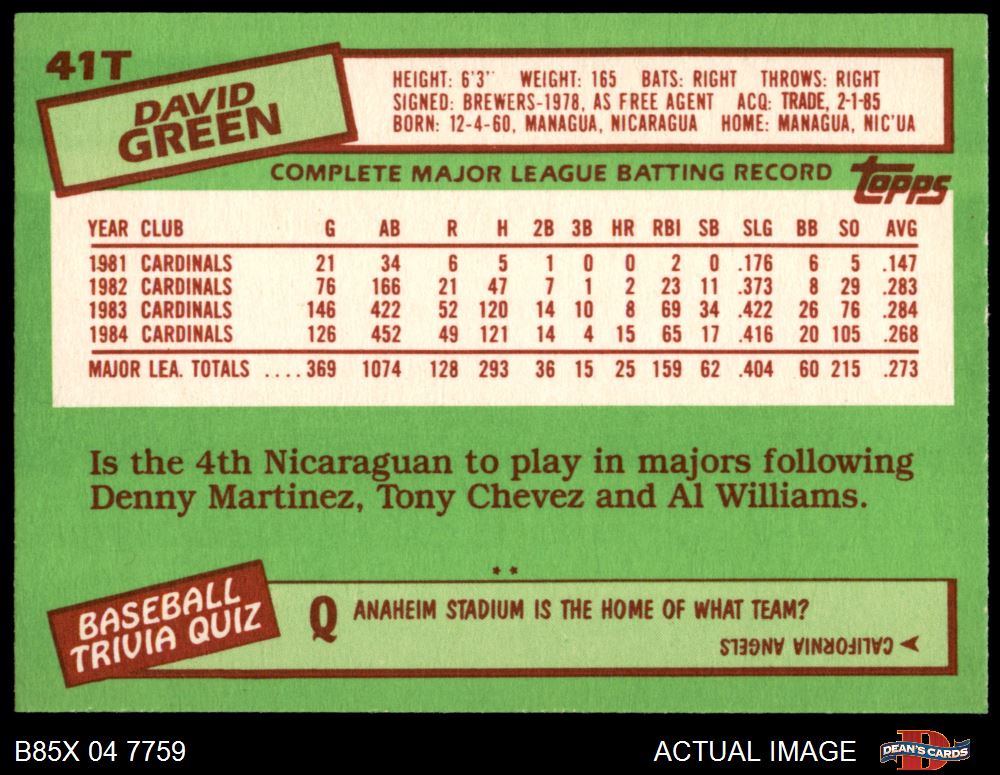 41T
DAVID
GREEN
HEIGHT: 6'3" WEIGHT: 165 BATS: RIGHT THROWS: RIGHT
SIGNED: BREWERS-1978, AS FREE AGENT ACQ: TRADE, 2-1-85
BORN: 12-4-60, MANAGUA, NICARAGUA HOME: MANAGUA, NIC'UA
COMPLETE MAJOR LEAGUE BATTING RECORD
topps
YEAR CLUB G AB R H 2B 3B HR RBI SB SLG BB SO AVG
1981 CARDINALS 21 34 6 5 1 0 0 2 0 .176 6 5 .147
1982 CARDINALS 76 166 21 47 7 1 2 23 11 .373 8 29 .283
1983 CARDINALS 146 422 52 120 14 10 8 69 34 .422 26 76 .284
1984 CARDINALS 126 452 49 121 14 4 15 65 17 .416 20 105 .268
MAJOR LEA. TOTALS ....369 1074 128 293 36 15 25 159 62 .404 60 215 .273
Is the 4th Nicaraguan to play in majors following
Denny Martinez, Tony Chevez and Al Williams.
**
BASEBALL
TRIVIA QUIZ
Q ANAHEIM STADIUM IS THE HOME OF WHAT TEAM?
CALIFORNIA ANGELS
B85X 04 7759
ACTUAL IMAGE
D
DEAN'S CARDS